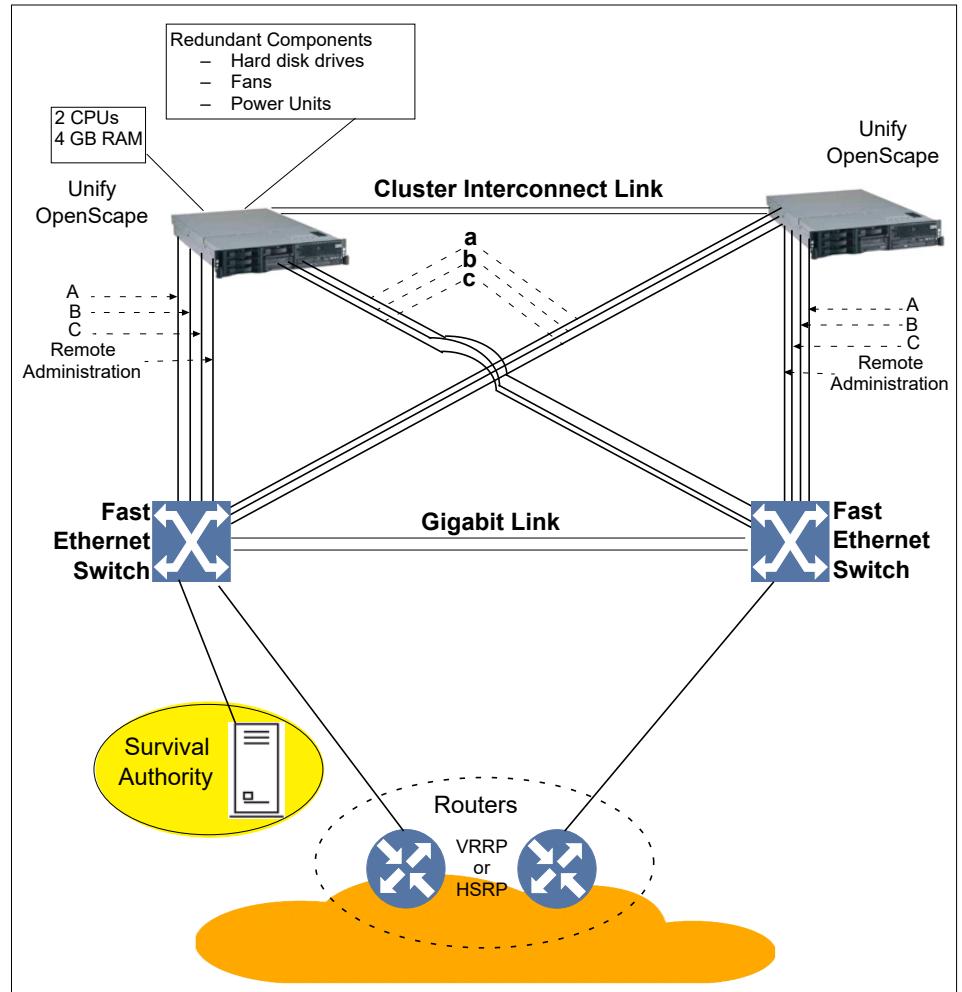 Redundant Components
– Hard disk drives
– Fans
– Power Units
2 CPUs
4 GB RAM
Unify
OpenScape
Unify
OpenScape
Cluster Interconnect Link
a
b
c
A
B
C
Remote
Administration
A
B
C
Remote
Administration
Fast
Ethernet
Switch
Gigabit Link
Fast
Ethernet
Switch
Survival
Authority
Routers
VRRP
or
HSRP